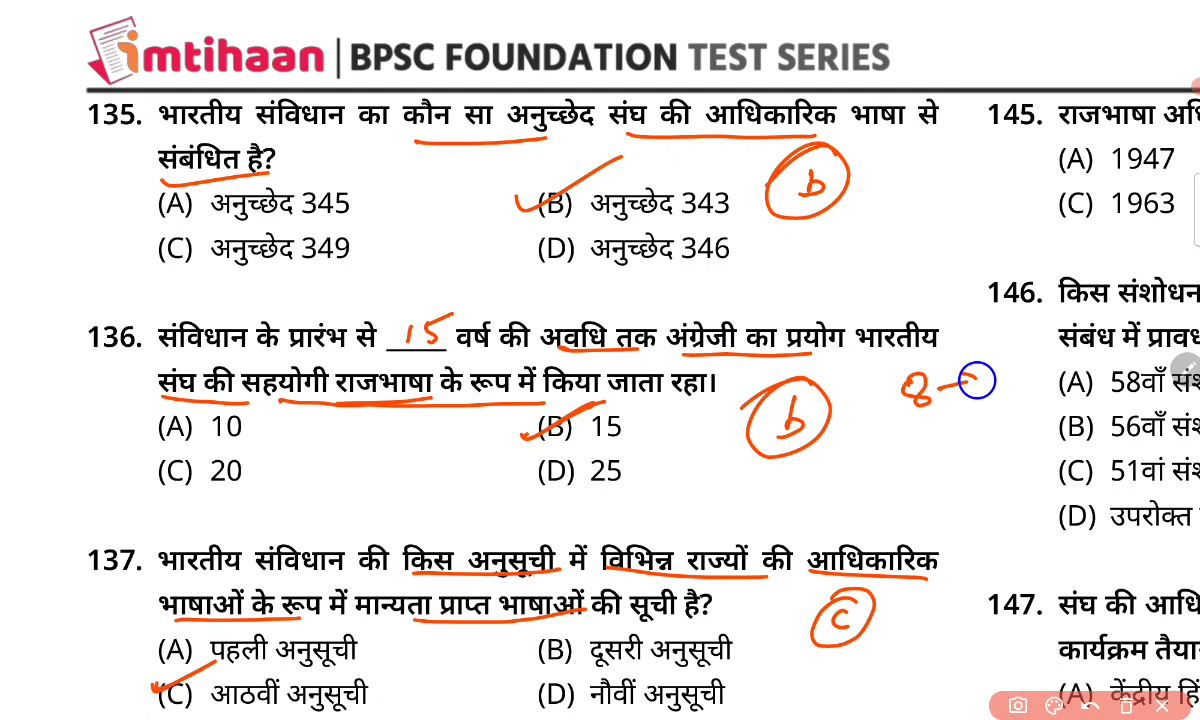 imtihaan | BPSC FOUNDATION TEST SERIES
135. भारतीय संविधान का कौन सा अनुच्छेद संघ की आधिकारिक भाषा से
संबंधित है?
(A) अनुच्छेद 345 (B) अनुच्छेद 343
b
(C) अनुच्छेद 349 (D) अनुच्छेद 346
136. संविधान के प्रारंभ से 15 वर्ष की अवधि तक अंग्रेजी का प्रयोग भारतीय
संघ की सहयोगी राजभाषा के रूप में किया जाता रहा।
8-
(A) 10 (B) 15
b
(C) 20 (D) 25
137. भारतीय संविधान की किस अनुसूची में विभिन्न राज्यों की आधिकारिक
भाषाओं के रूप में मान्यता प्राप्त भाषाओं की सूची है?
c
(A) पहली अनुसूची (B) दूसरी अनुसूची
(C) आठवीं अनुसूची (D) नौवीं अनुसूची
145. राजभाषा
(A) 1947
(C) 1963
146. किस संशोधन
संबंध में
(A) 58वाँ
(B) 56वाँ
(C) 51वां
(D) उपरोक्त
147. संघ की
कार्यक्रम
(A) केंद्रीय